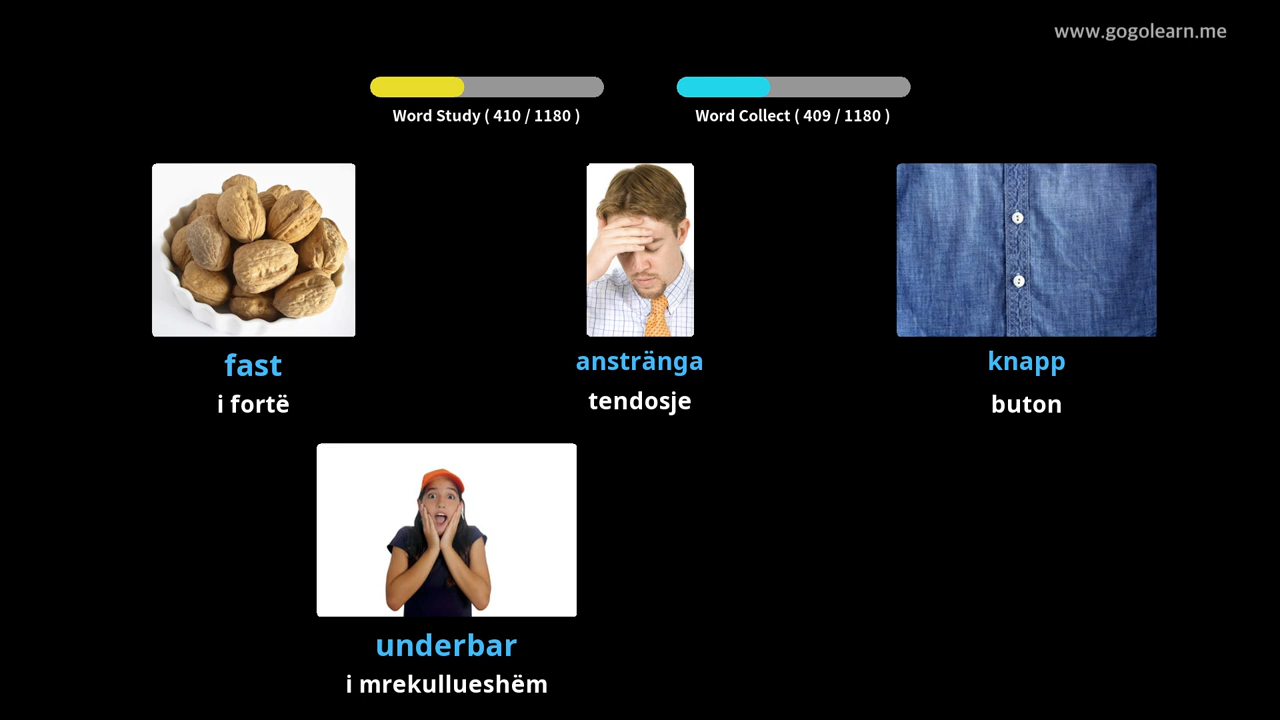 www.gogolearn.me
Word Study ( 410 / 1180 )
Word Collect ( 409 / 1180 )
fast
i fortë
anstränga
tendosje
knapp
buton
underbar
i mrekullueshëm